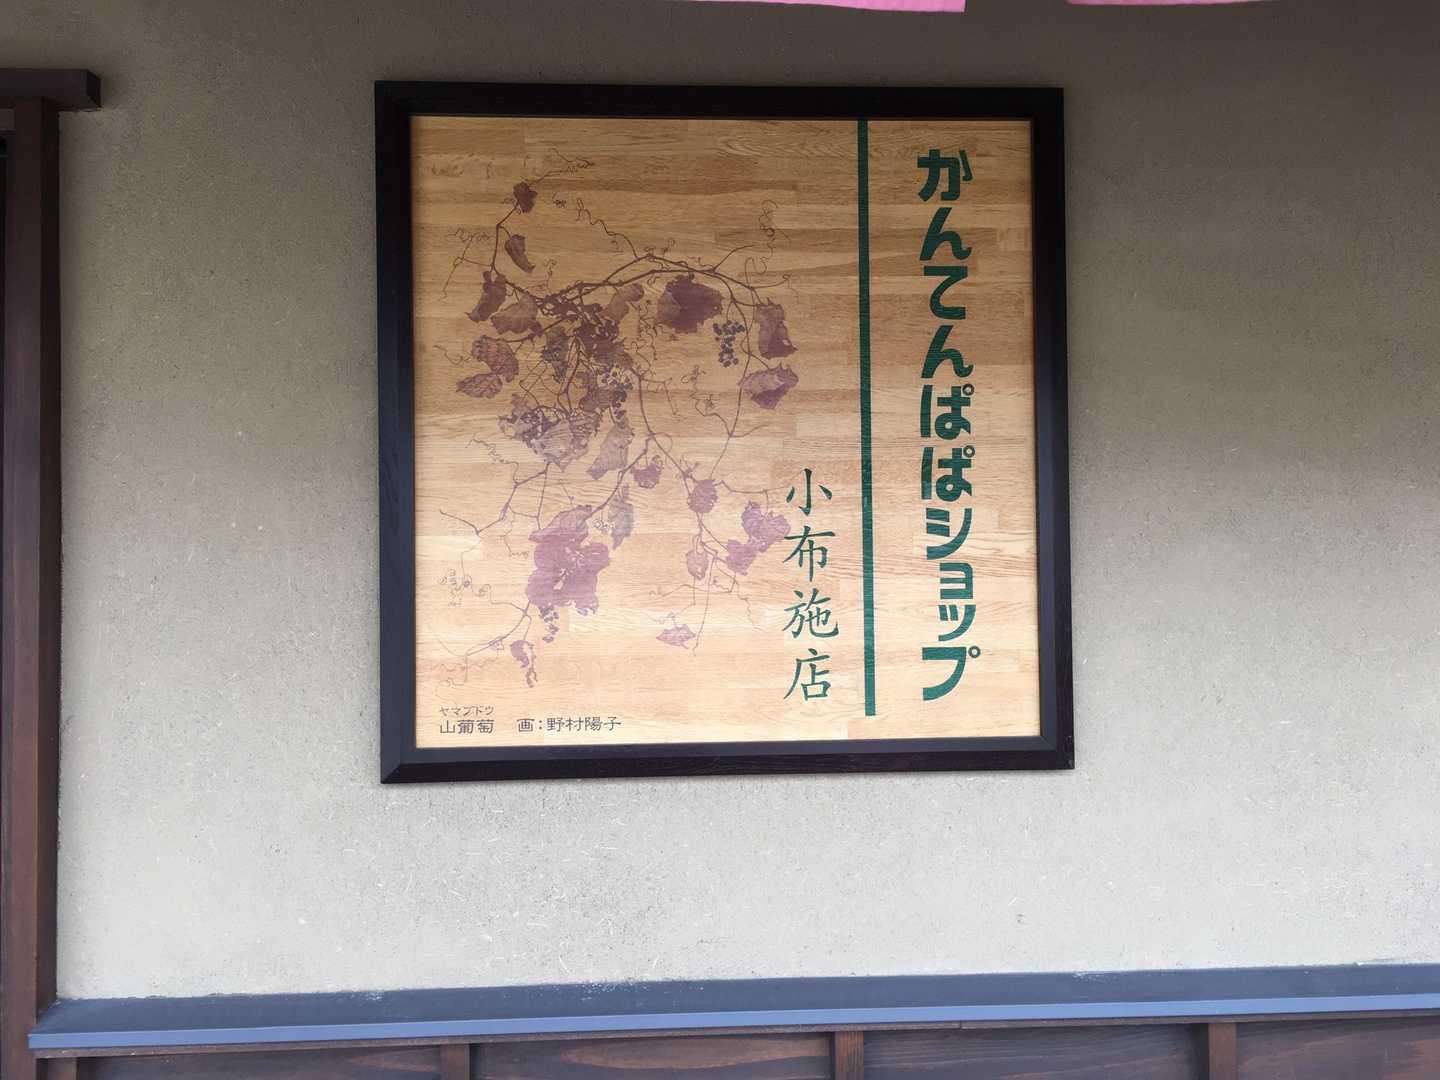 かんてんぱぱショップ
小布施店
ヤマブドウ
山葡萄　画：野村陽子